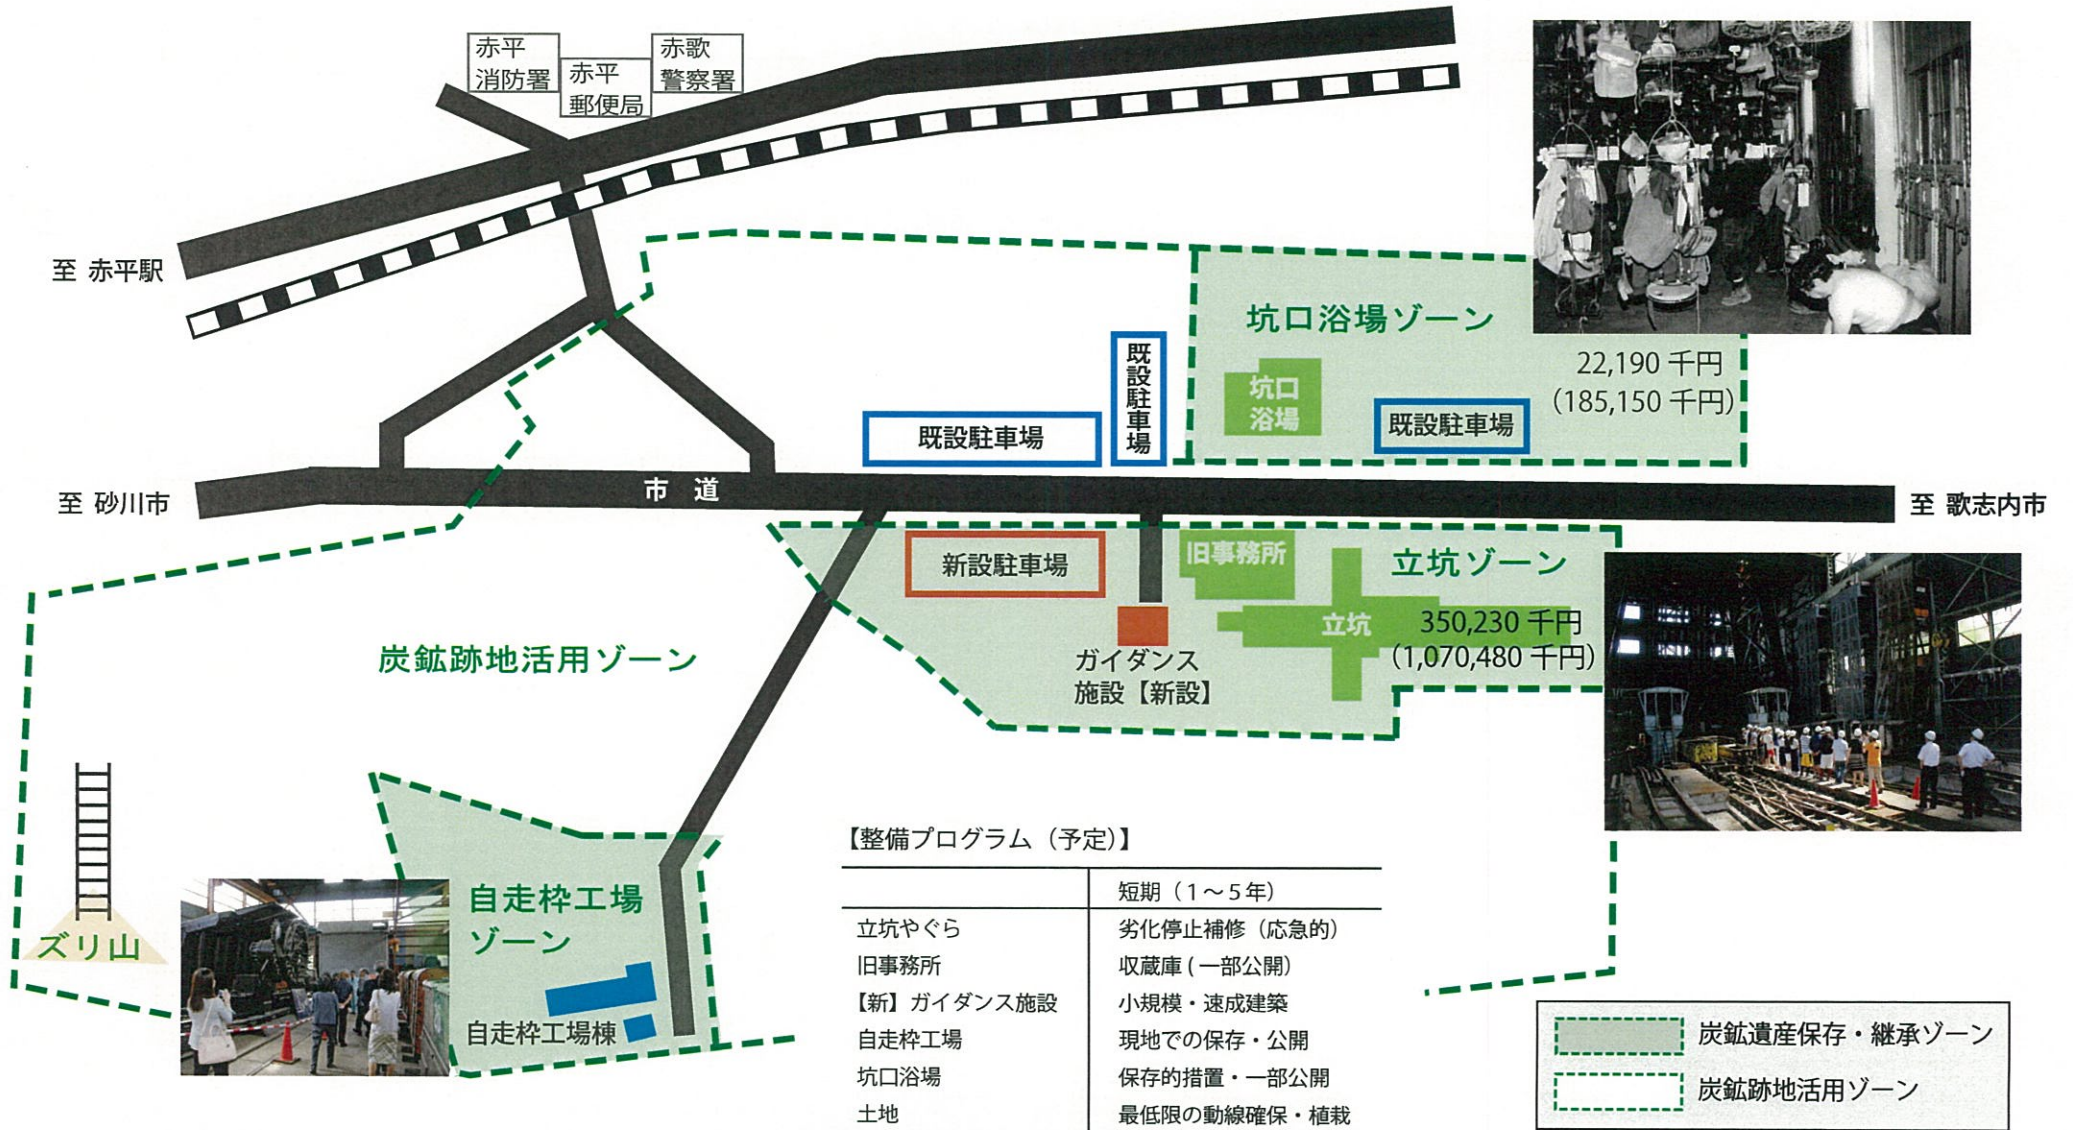 赤平
消防署
赤平
郵便局
赤歌
警察署
至 赤平駅
坑口浴場ゾーン
22,190 千円
（185,150 千円）
坑口
浴場
既設駐車場
既設駐車場
既設駐車場
至 砂川市
市 道
至 歌志内市
新設駐車場
旧事務所
立坑ゾーン
立坑
350,230 千円
（1,070,480 千円）
ガイダンス
施設【新設】
炭鉱跡地活用ゾーン
ズリ山
自走枠工場
ゾーン
自走枠工場棟
【整備プログラム（予定）】
短期（１～５年）
立坑やぐら 劣化停止補修（応急的）
旧事務所 収蔵庫（一部公開）
【新】ガイダンス施設 小規模・速成建築
自走枠工場 現地での保存・公開
坑口浴場 保存的措置・一部公開
土地 最低限の動線確保・植栽
炭鉱遺産保存・継承ゾーン
炭鉱跡地活用ゾーン